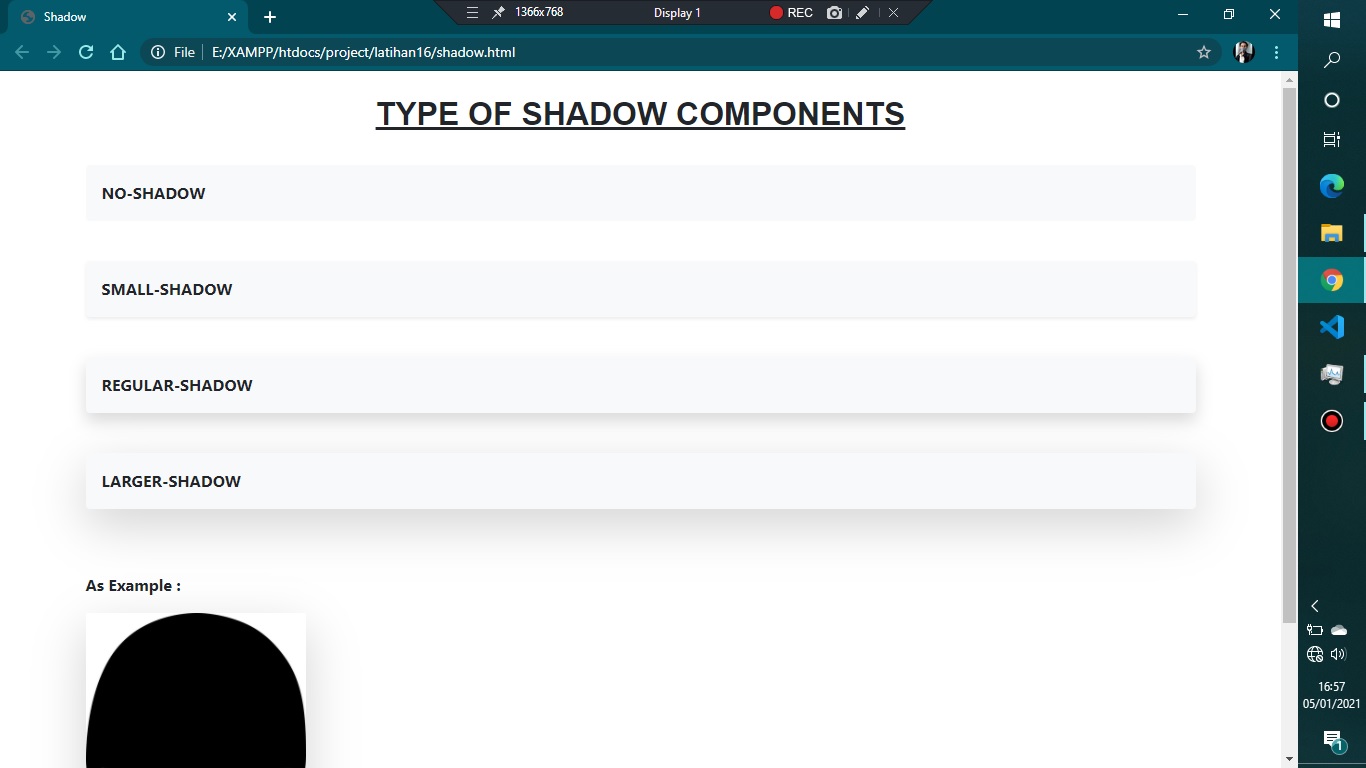 Shadow
1366x768
Display 1
REC
File
E:/XAMPP/htdocs/project/latihan16/shadow.html
TYPE OF SHADOW COMPONENTS
NO-SHADOW
SMALL-SHADOW
REGULAR-SHADOW
LARGER-SHADOW
As Example :
16:57
05/01/2021
1